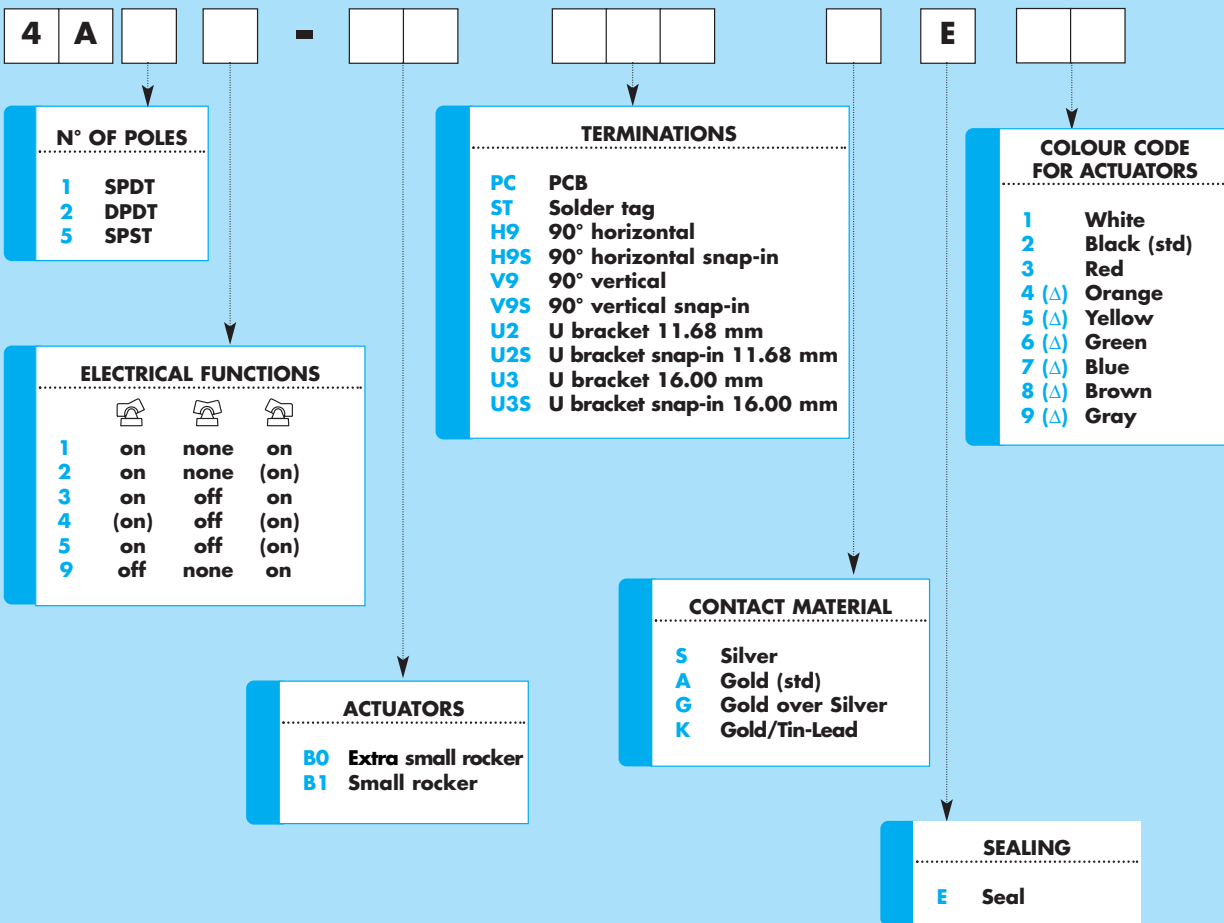 4 A - E
N° OF POLES
1 SPDT
2 DPDT
5 SPST
ELECTRICAL FUNCTIONS
1 on none on
2 on none (on)
3 on off on
4 (on) off (on)
5 on off (on)
9 off none on
ACTUATORS
B0 Extra small rocker
B1 Small rocker
TERMINATIONS
PC PCB
ST Solder tag
H9 90° horizontal
H9S 90° horizontal snap-in
V9 90° vertical
V9S 90° vertical snap-in
U2 U bracket 11.68 mm
U2S U bracket snap-in 11.68 mm
U3 U bracket 16.00 mm
U3S U bracket snap-in 16.00 mm
CONTACT MATERIAL
S Silver
A Gold (std)
G Gold over Silver
K Gold/Tin-Lead
SEALING
E Seal
COLOUR CODE
FOR ACTUATORS
1 White
2 Black (std)
3 Red
4 (Δ) Orange
5 (Δ) Yellow
6 (Δ) Green
7 (Δ) Blue
8 (Δ) Brown
9 (Δ) Gray